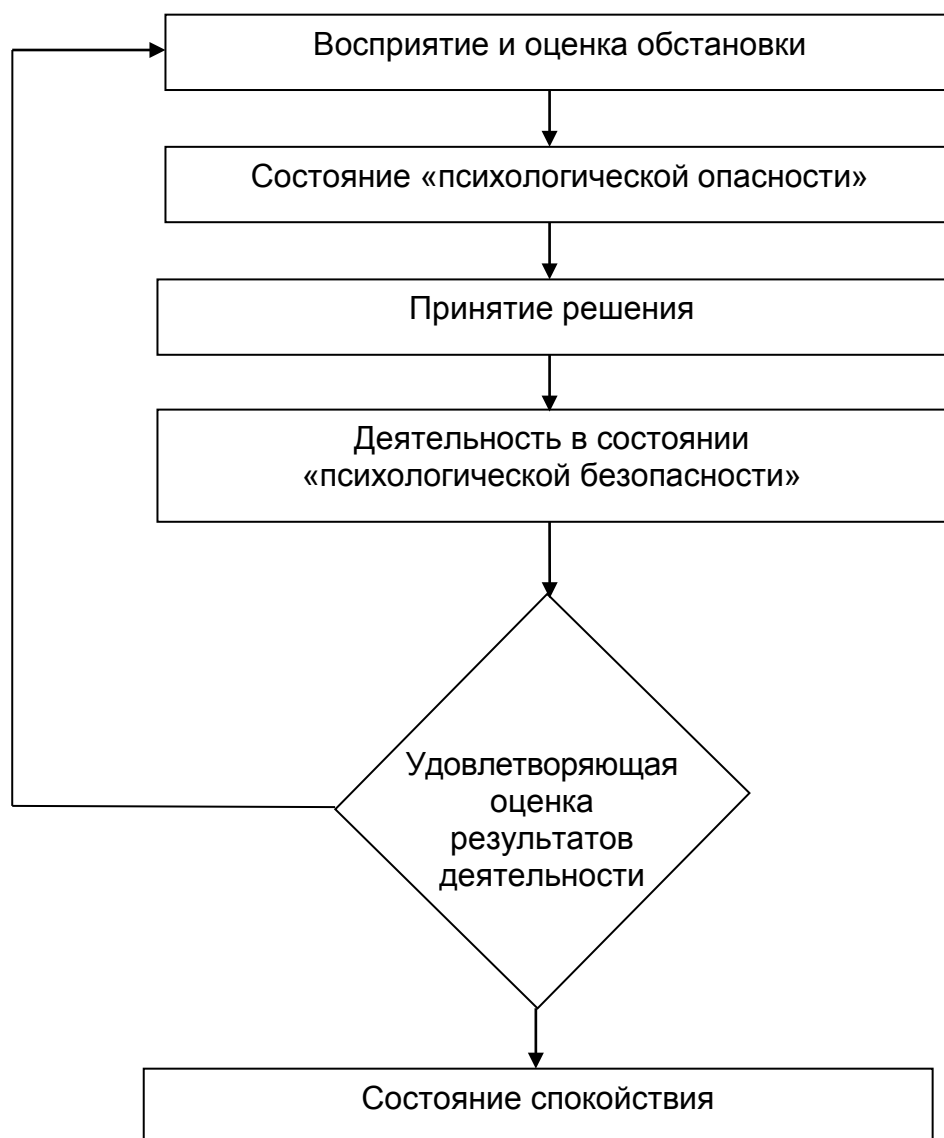 Восприятие и оценка обстановки
Состояние «психологической опасности»
Принятие решения
Деятельность в состоянии
«психологической безопасности»
Удовлетворяющая
оценка
результатов
деятельности
Состояние спокойствия